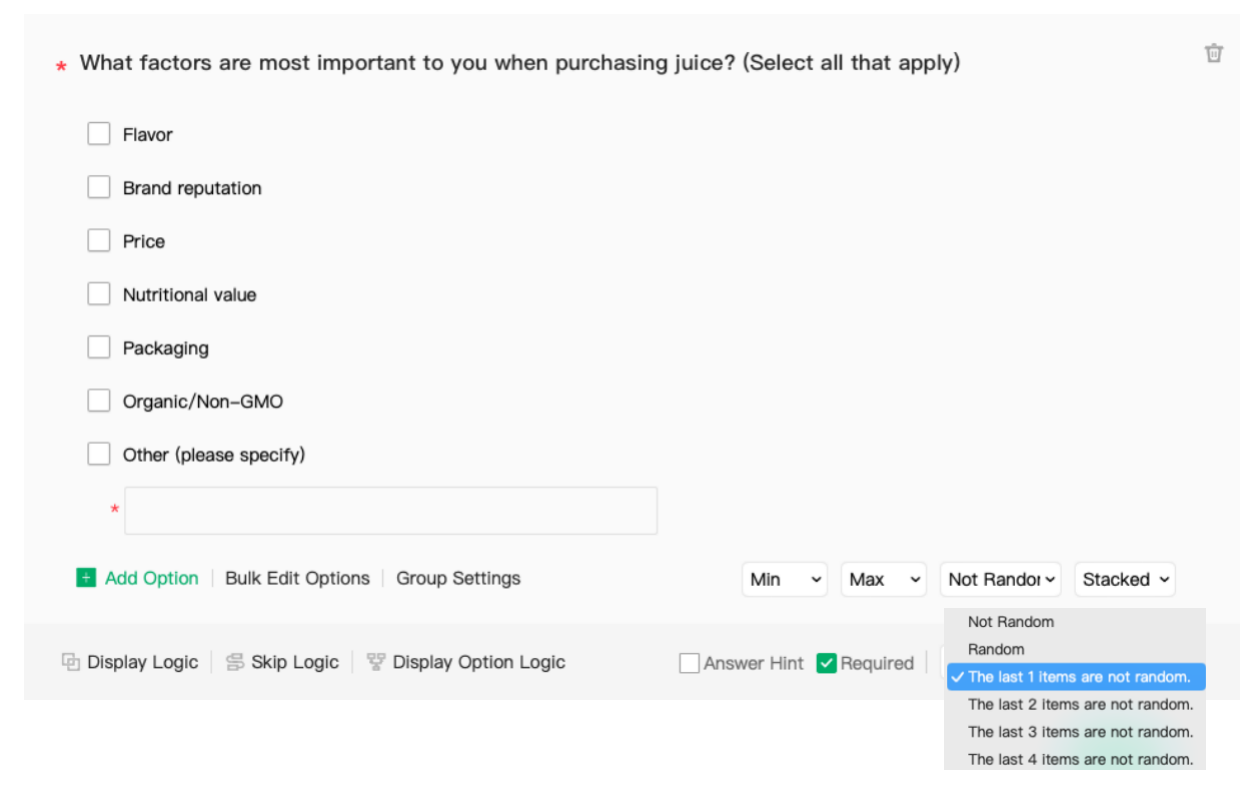 * What factors are most important to you when purchasing juice? (Select all that apply)
Flavor
Brand reputation
Price
Nutritional value
Packaging
Organic/Non-GMO
Other (please specify)
*
Add Option Bulk Edit Options Group Settings Min Max Not Randor Stacked
Not Random
Random
Display Logic Skip Logic Display Option Logic Answer Hint Required
The last 1 items are not random.
The last 2 items are not random.
The last 3 items are not random.
The last 4 items are not random.